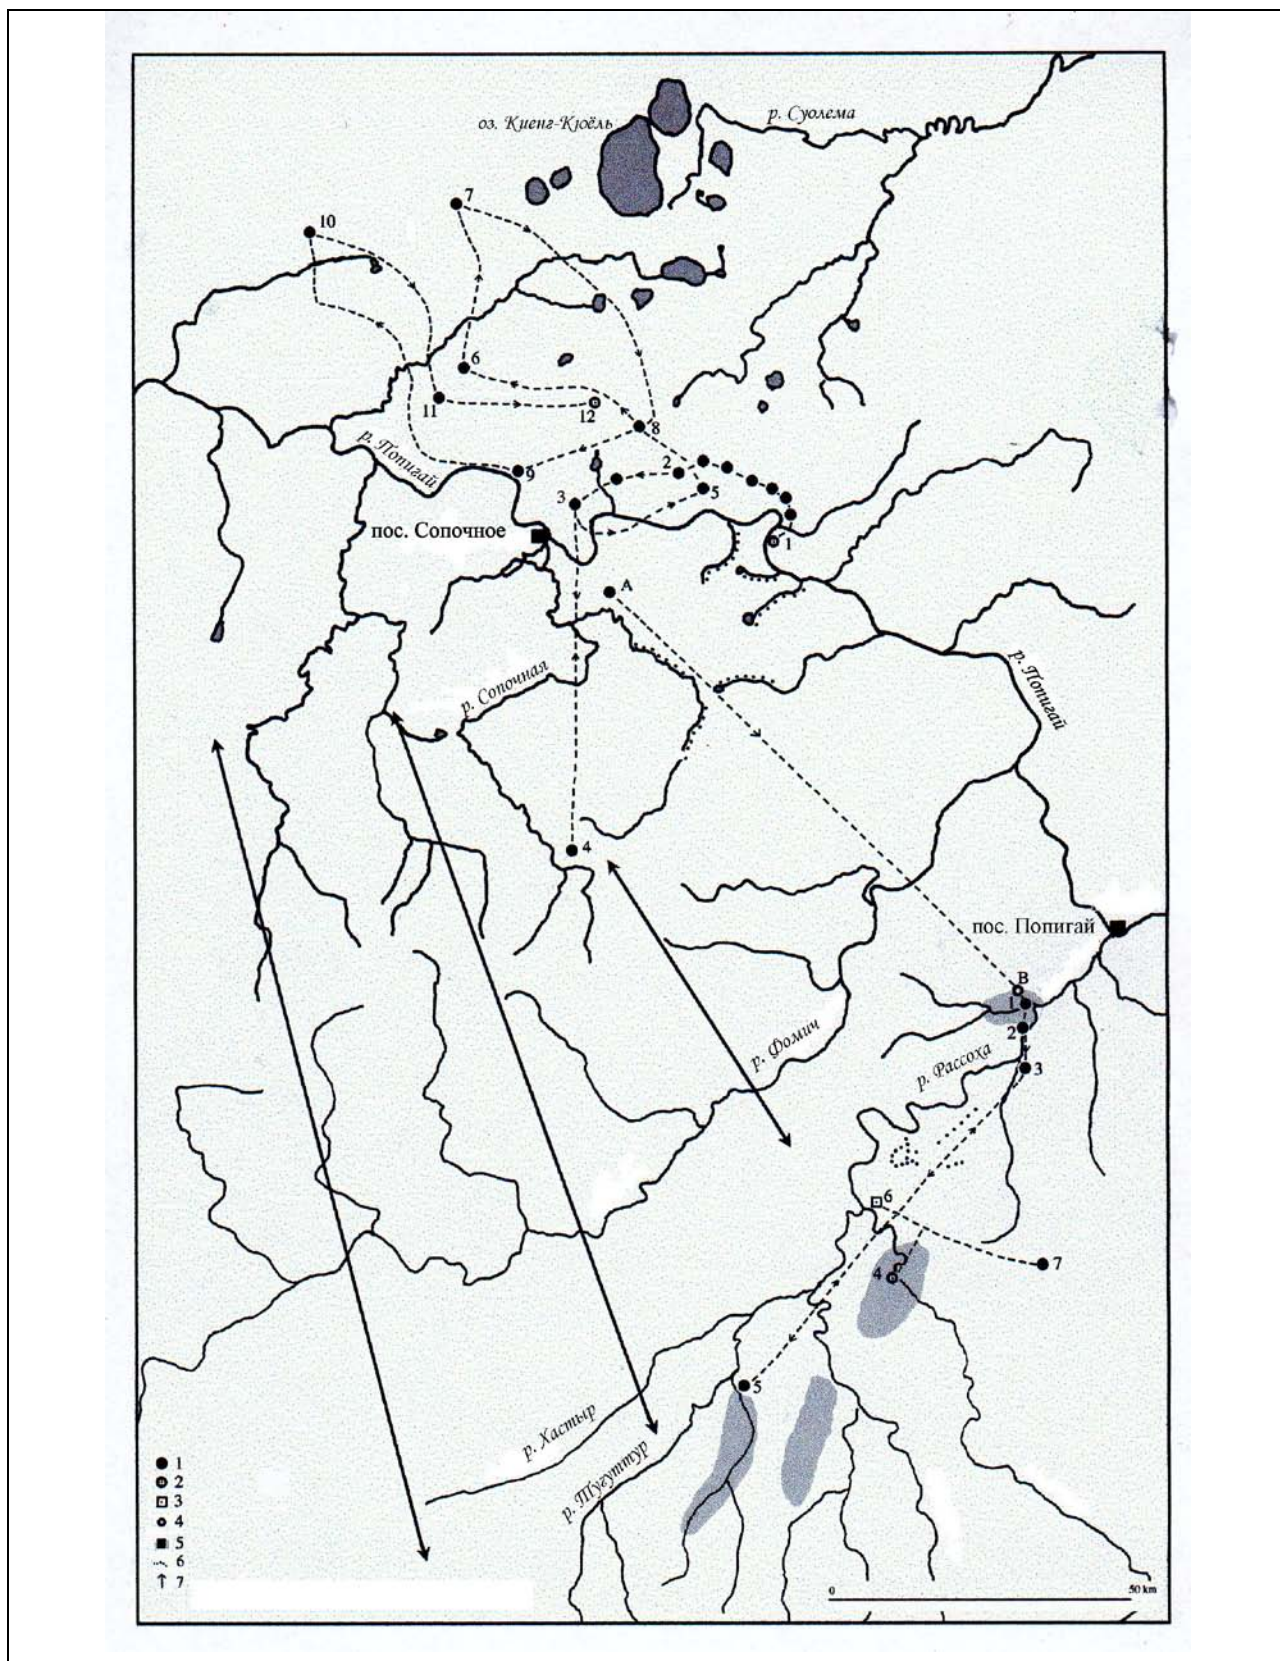 оз. Киенг-Кюёль
р. Суолема
7
10
6
11
12
8
р. Попигай
9
2
5
3
1
пос. Сопочное
А
р. Попигай
р. Сопочная
4
пос. Попигай
В
1
2
3
р. Фомич
р. Рассоха
6
7
4
5
р. Хастыр
р. Тугуттур
1
2
3
4
5
6
7
0
50 km